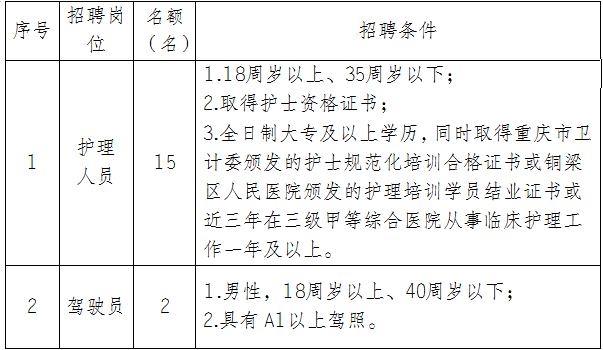 序号 招聘岗位 名额（名） 招聘条件
1 护理人员 15
1.18周岁以上、35周岁以下；
2.取得护士资格证书；
3.全日制大专及以上学历，同时取得重庆市卫
计委颁发的护士规范化培训合格证书或铜梁
区人民医院颁发的护理培训学员结业证书或
近三年在三级甲等综合医院从事临床护理工
作一年及以上。
2 驾驶员 2
1.男性，18周岁以上、40周岁以下；
2.具有A1以上驾照。